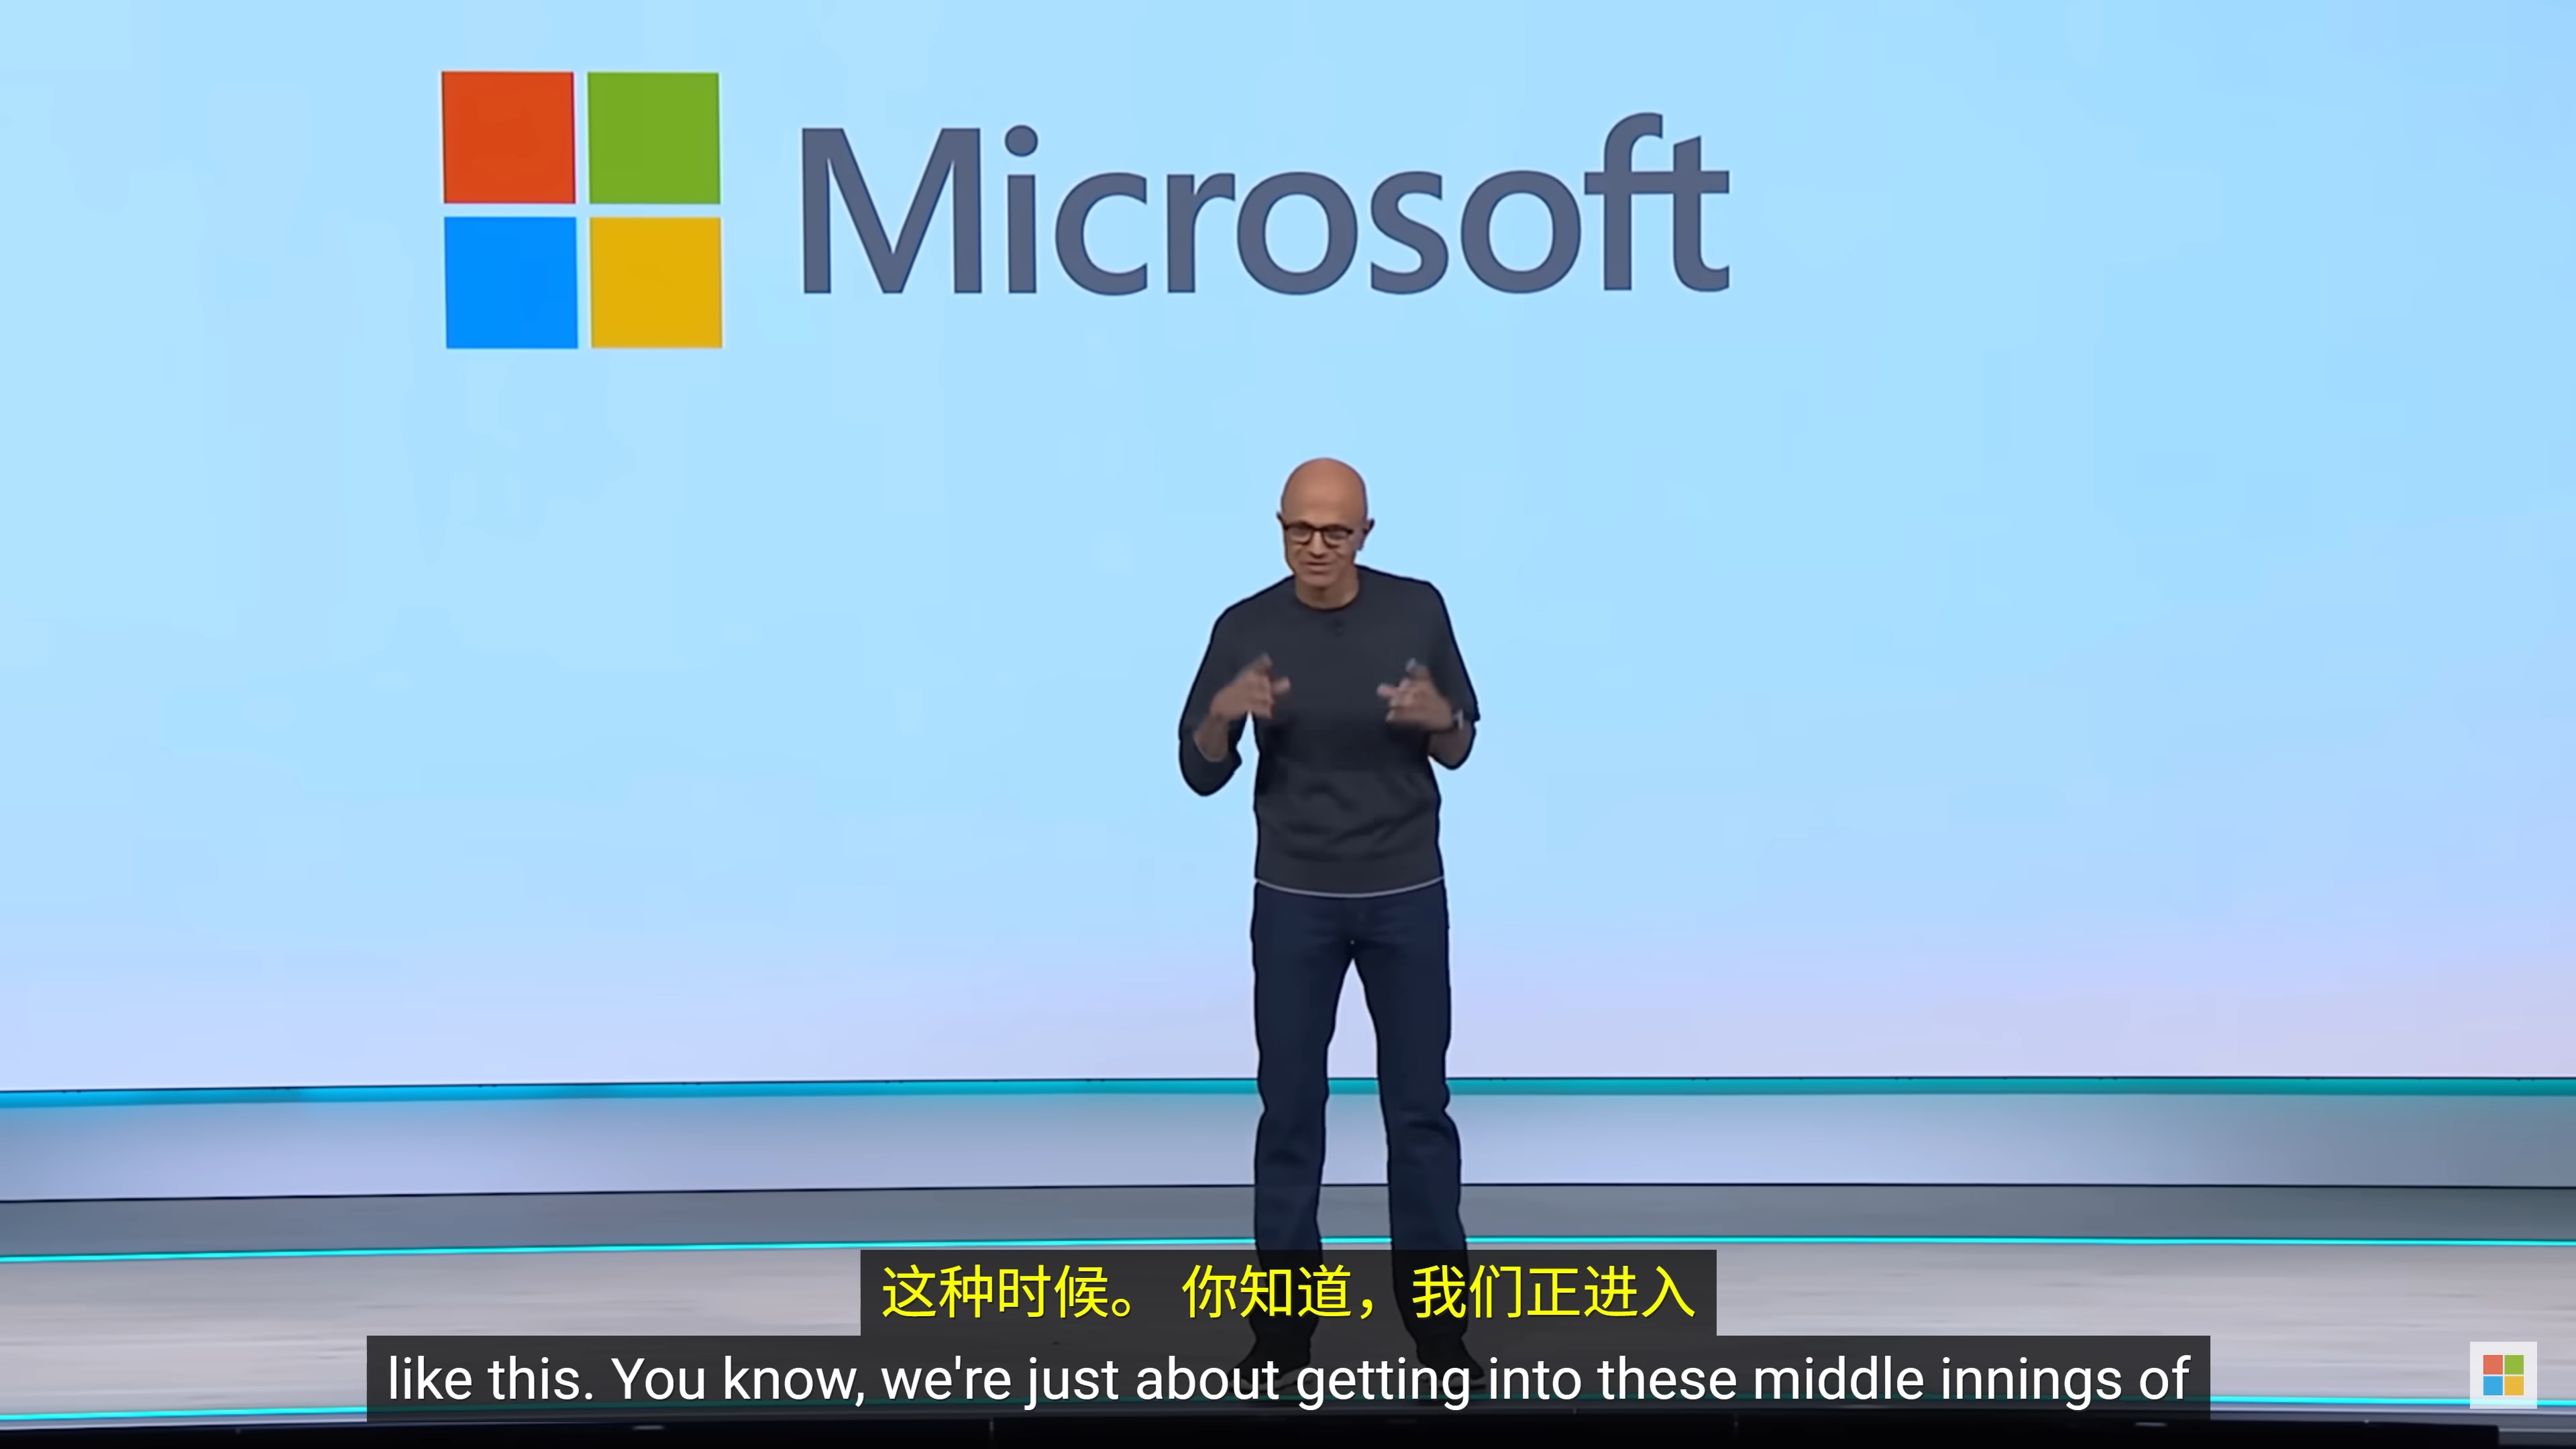 Microsoft
这种时候。 你知道，我们正进入
like this. You know, we're just about getting into these middle innings of